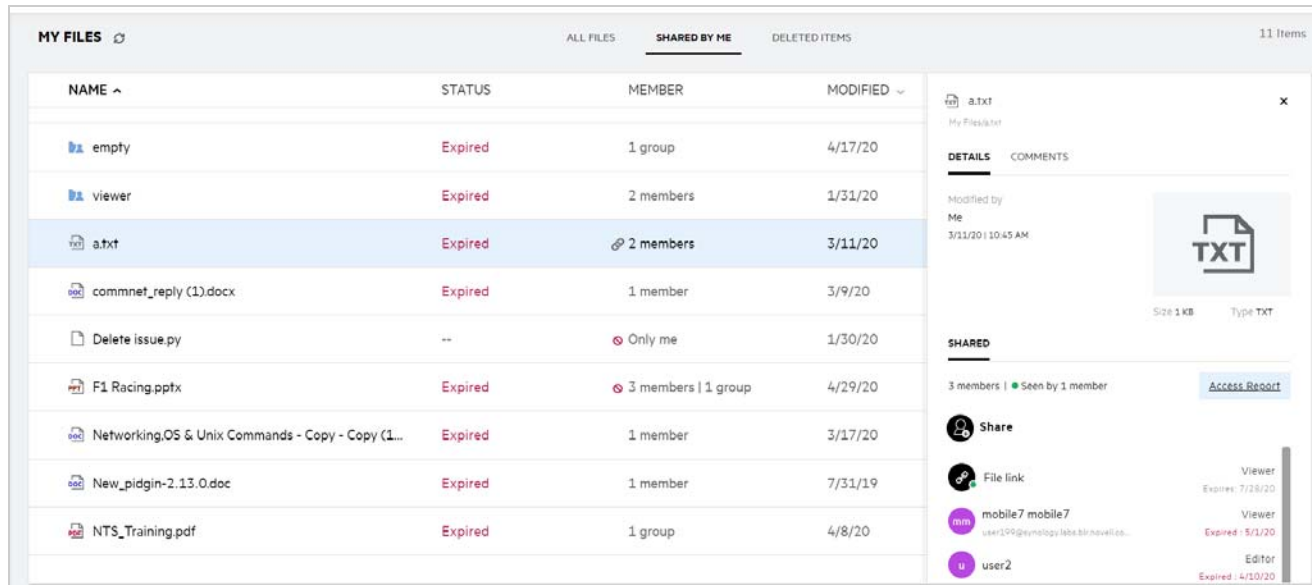 MY FILES
ALL FILES SHARED BY ME DELETED ITEMS
11 Items
NAME STATUS MEMBER MODIFIED
empty Expired 1 group 4/17/20
viewer Expired 2 members 1/31/20
a.txt Expired 2 members 3/11/20
commnet_reply (1).docx Expired 1 member 3/9/20
Delete issue.py -- Only me 1/30/20
F1 Racing.pptx Expired 3 members | 1 group 4/29/20
Networking,OS & Unix Commands - Copy - Copy (1... Expired 1 member 3/17/20
New_pidgin-2.13.0.doc Expired 1 member 7/31/19
NTS_Training.pdf Expired 1 group 4/8/20
a.txt
My Files/a.txt
DETAILS COMMENTS
Modified by
Me
3/11/20 | 10:45 AM
TXT
Size 1 KB Type TXT
SHARED
3 members | Seen by 1 member Access Report
Share
File link Viewer
Expires: 7/28/20
mm mobile7 mobile7 Viewer
Expired : 5/1/20
u user2 Editor
Expired : 4/10/20